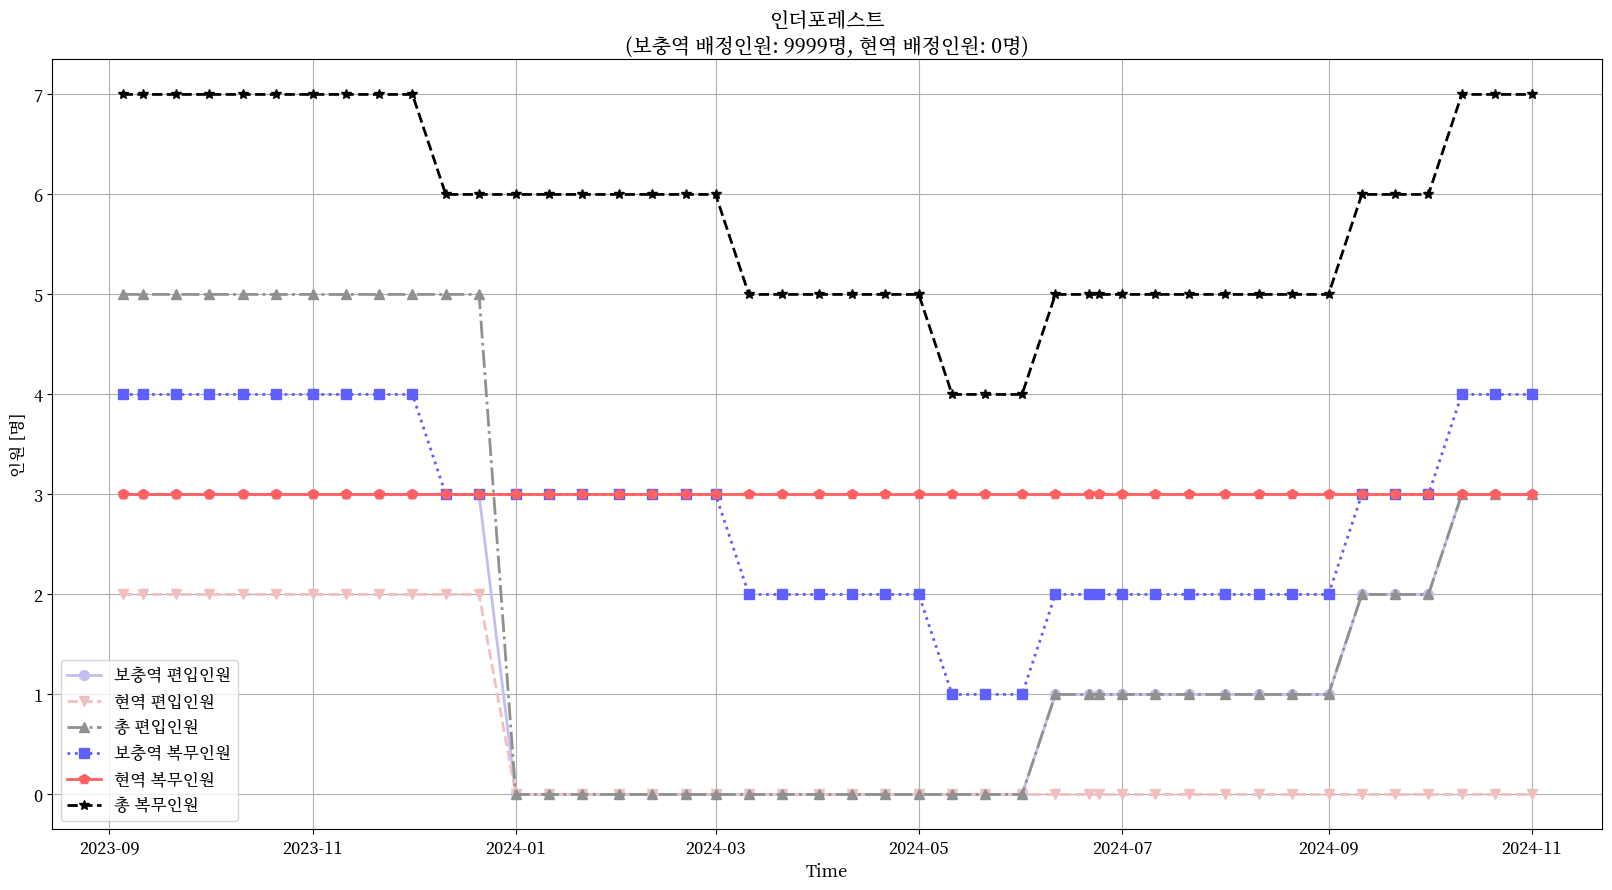 인더포레스트
(보충역 배정인원: 9999명, 현역 배정인원: 0명)
인원 [명]
7
6
5
4
3
2
1
0
보충역 편입인원
현역 편입인원
총 편입인원
보충역 복무인원
현역 복무인원
총 복무인원
2023-09 2023-11 2024-01 2024-03 2024-05 2024-07 2024-09 2024-11
Time